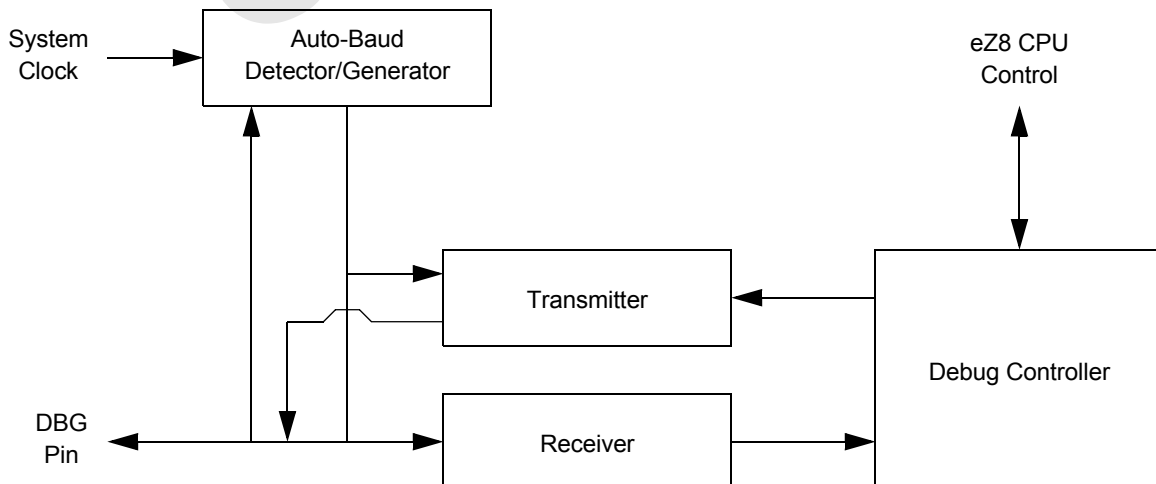 System
Clock
Auto-Baud
Detector/Generator
eZ8 CPU
Control
Transmitter
Debug Controller
DBG
Pin
Receiver